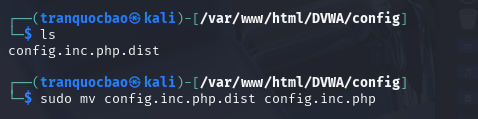 ┌──(tranquocbao㉿kali)-[/var/www/html/DVWA/config]
└─$ ls
config.inc.php.dist
┌──(tranquocbao㉿kali)-[/var/www/html/DVWA/config]
└─$ sudo mv config.inc.php.dist config.inc.php